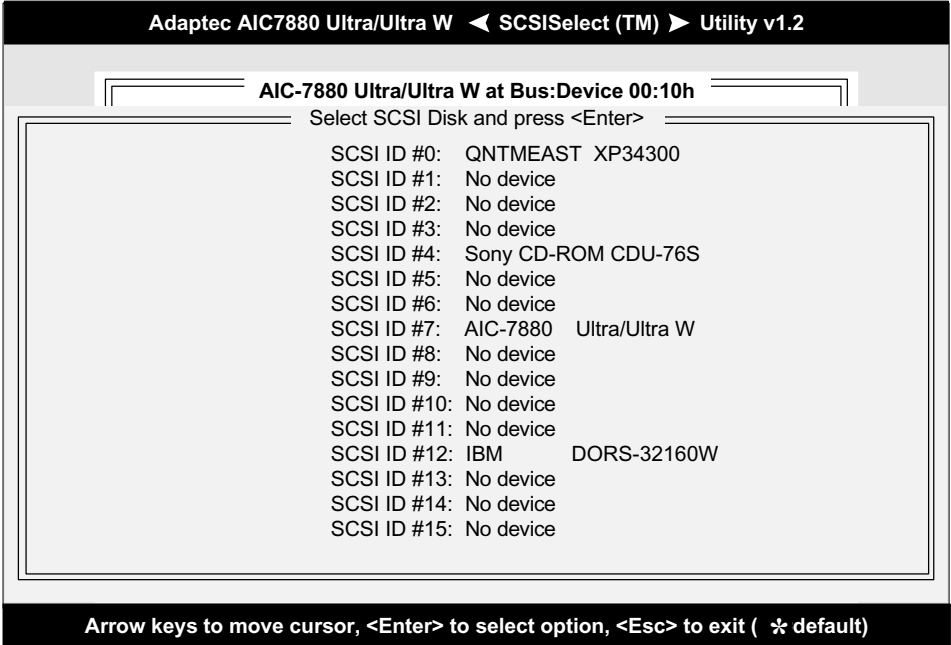 Adaptec AIC7880 Ultra/Ultra W ⮜ SCSISelect (TM) ⮞ Utility v1.2
AIC-7880 Ultra/Ultra W at Bus:Device 00:10h
Select SCSI Disk and press <Enter>
SCSI ID #0: QNTMEAST XP34300
SCSI ID #1: No device
SCSI ID #2: No device
SCSI ID #3: No device
SCSI ID #4: Sony CD-ROM CDU-76S
SCSI ID #5: No device
SCSI ID #6: No device
SCSI ID #7: AIC-7880 Ultra/Ultra W
SCSI ID #8: No device
SCSI ID #9: No device
SCSI ID #10: No device
SCSI ID #11: No device
SCSI ID #12: IBM DORS-32160W
SCSI ID #13: No device
SCSI ID #14: No device
SCSI ID #15: No device
Arrow keys to move cursor, <Enter> to select option, <Esc> to exit ( * default)